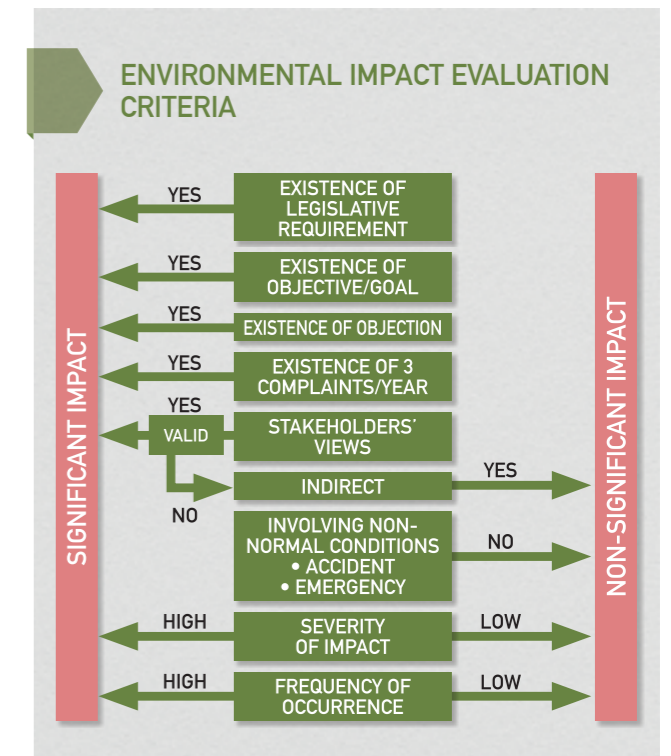 ENVIRONMENTAL IMPACT EVALUATION
CRITERIA
SIGNIFICANT IMPACT
NON-SIGNIFICANT IMPACT
YES
EXISTENCE OF
LEGISLATIVE
REQUIREMENT
YES
EXISTENCE OF
OBJECTIVE/GOAL
YES
EXISTENCE OF OBJECTION
YES
EXISTENCE OF 3
COMPLAINTS/YEAR
YES
VALID
STAKEHOLDERS’
VIEWS
NO
INDIRECT
YES
INVOLVING NON-
NORMAL CONDITIONS
• ACCIDENT
• EMERGENCY
NO
HIGH
SEVERITY
OF IMPACT
LOW
HIGH
FREQUENCY OF
OCCURRENCE
LOW